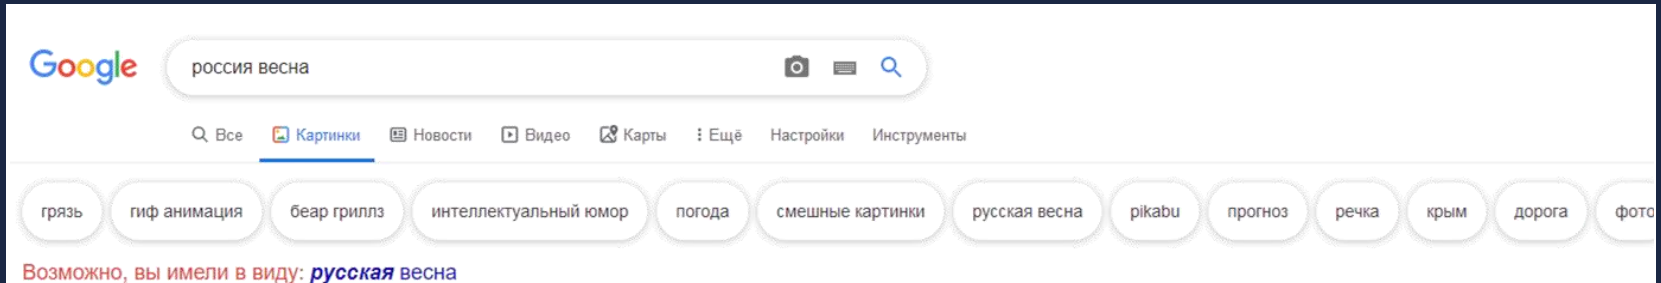 Google россия весна
Все Картинки Новости Видео Карты Ещё Настройки Инструменты
грязь гиф анимация беар гриллз интеллектуальный юмор погода смешные картинки русская весна pikabu прогноз речка крым дорога фото
Возможно, вы имели в виду: русская весна